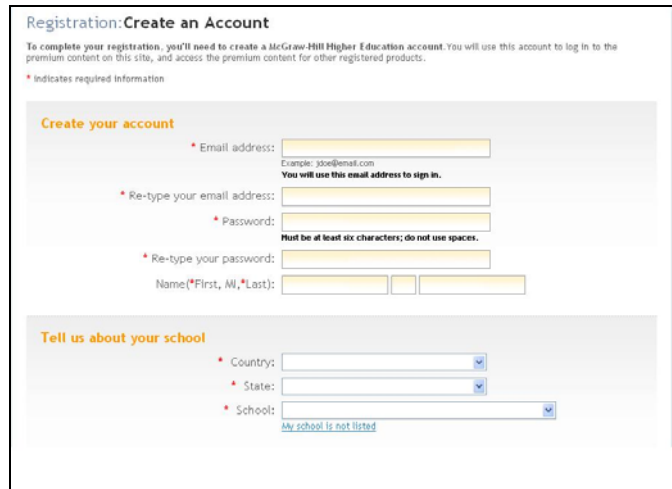 Registration:Create an Account
To complete your registration, you'll need to create a McGraw-Hill Higher Education account.You will use this account to log in to the
premium content on this site, and access the premium content for other registered products.
* Indicates required information
Create your account
* Email address:
Example: jdoe@email.com
You will use this email address to sign in.
* Re-type your email address:
* Password:
Must be at least six characters; do not use spaces.
* Re-type your password:
Name(*First, MI,*Last):
Tell us about your school
* Country:
* State:
* School:
My school is not listed